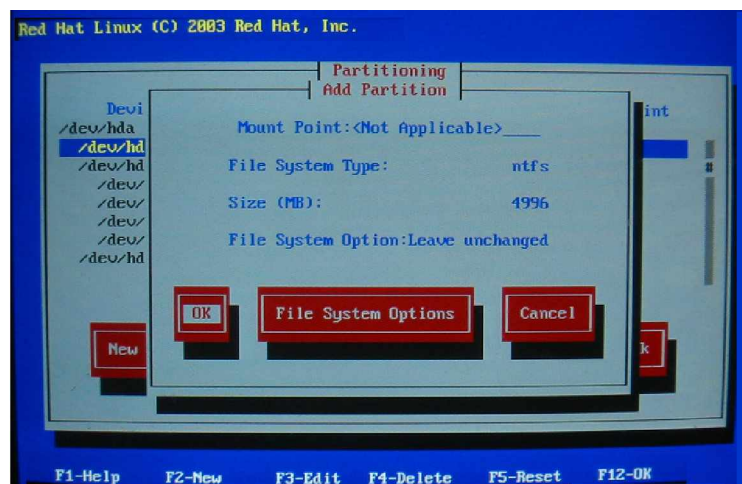 Red Hat Linux (C) 2003 Red Hat, Inc.
Partitioning
Add Partition
Devi
int
/dev/hda
Mount Point:<Not Applicable>____
/dev/hd
/dev/hd
File System Type: ntfs
#
/dev/
/dev/
Size (MB): 4996
/dev/
/dev/
File System Option:Leave unchanged
/dev/hd
OK File System Options Cancel
New
k
F1-Help F2-New F3-Edit F4-Delete F5-Reset F12-OK